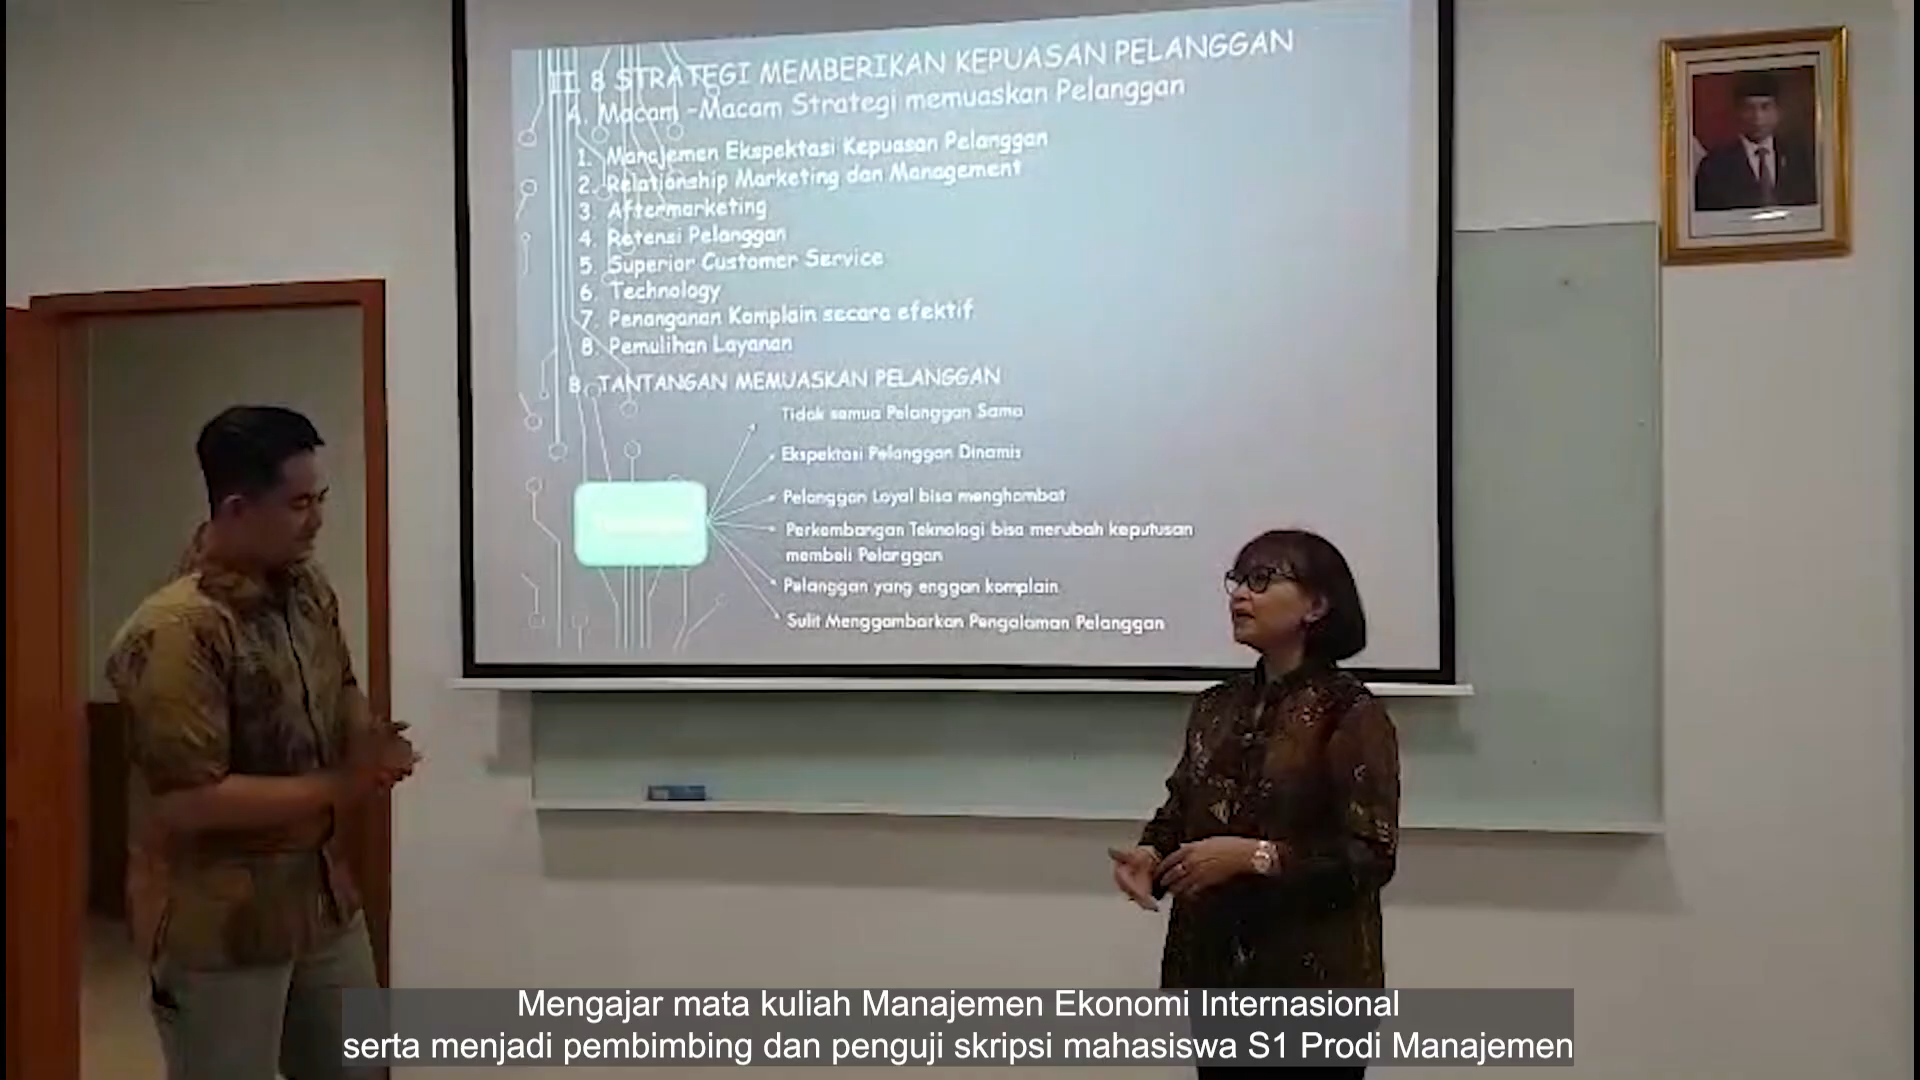 II. 8 STRATEGI MEMBERIKAN KEPUASAN PELANGGAN
A. Macam -Macam Strategi memuaskan Pelanggan
1. Manajemen Ekspektasi Kepuasan Pelanggan
2. Relationship Marketing dan Management
3. Aftermarketing
4. Retensi Pelanggan
5. Superior Customer Service
6. Technology
7. Penanganan Komplain secara efektif
8. Pemulihan Layanan
B. TANTANGAN MEMUASKAN PELANGGAN
Tidak semua Pelanggan Sama
Ekspektasi Pelanggan Dinamis
Pelanggan Loyal bisa menghambat
Perkembangan Teknologi bisa merubah keputusan
membeli Pelanggan
Pelanggan yang enggan komplain
Sulit Menggambarkan Pengalaman Pelanggan
Mengajar mata kuliah Manajemen Ekonomi Internasional
serta menjadi pembimbing dan penguji skripsi mahasiswa S1 Prodi Manajemen